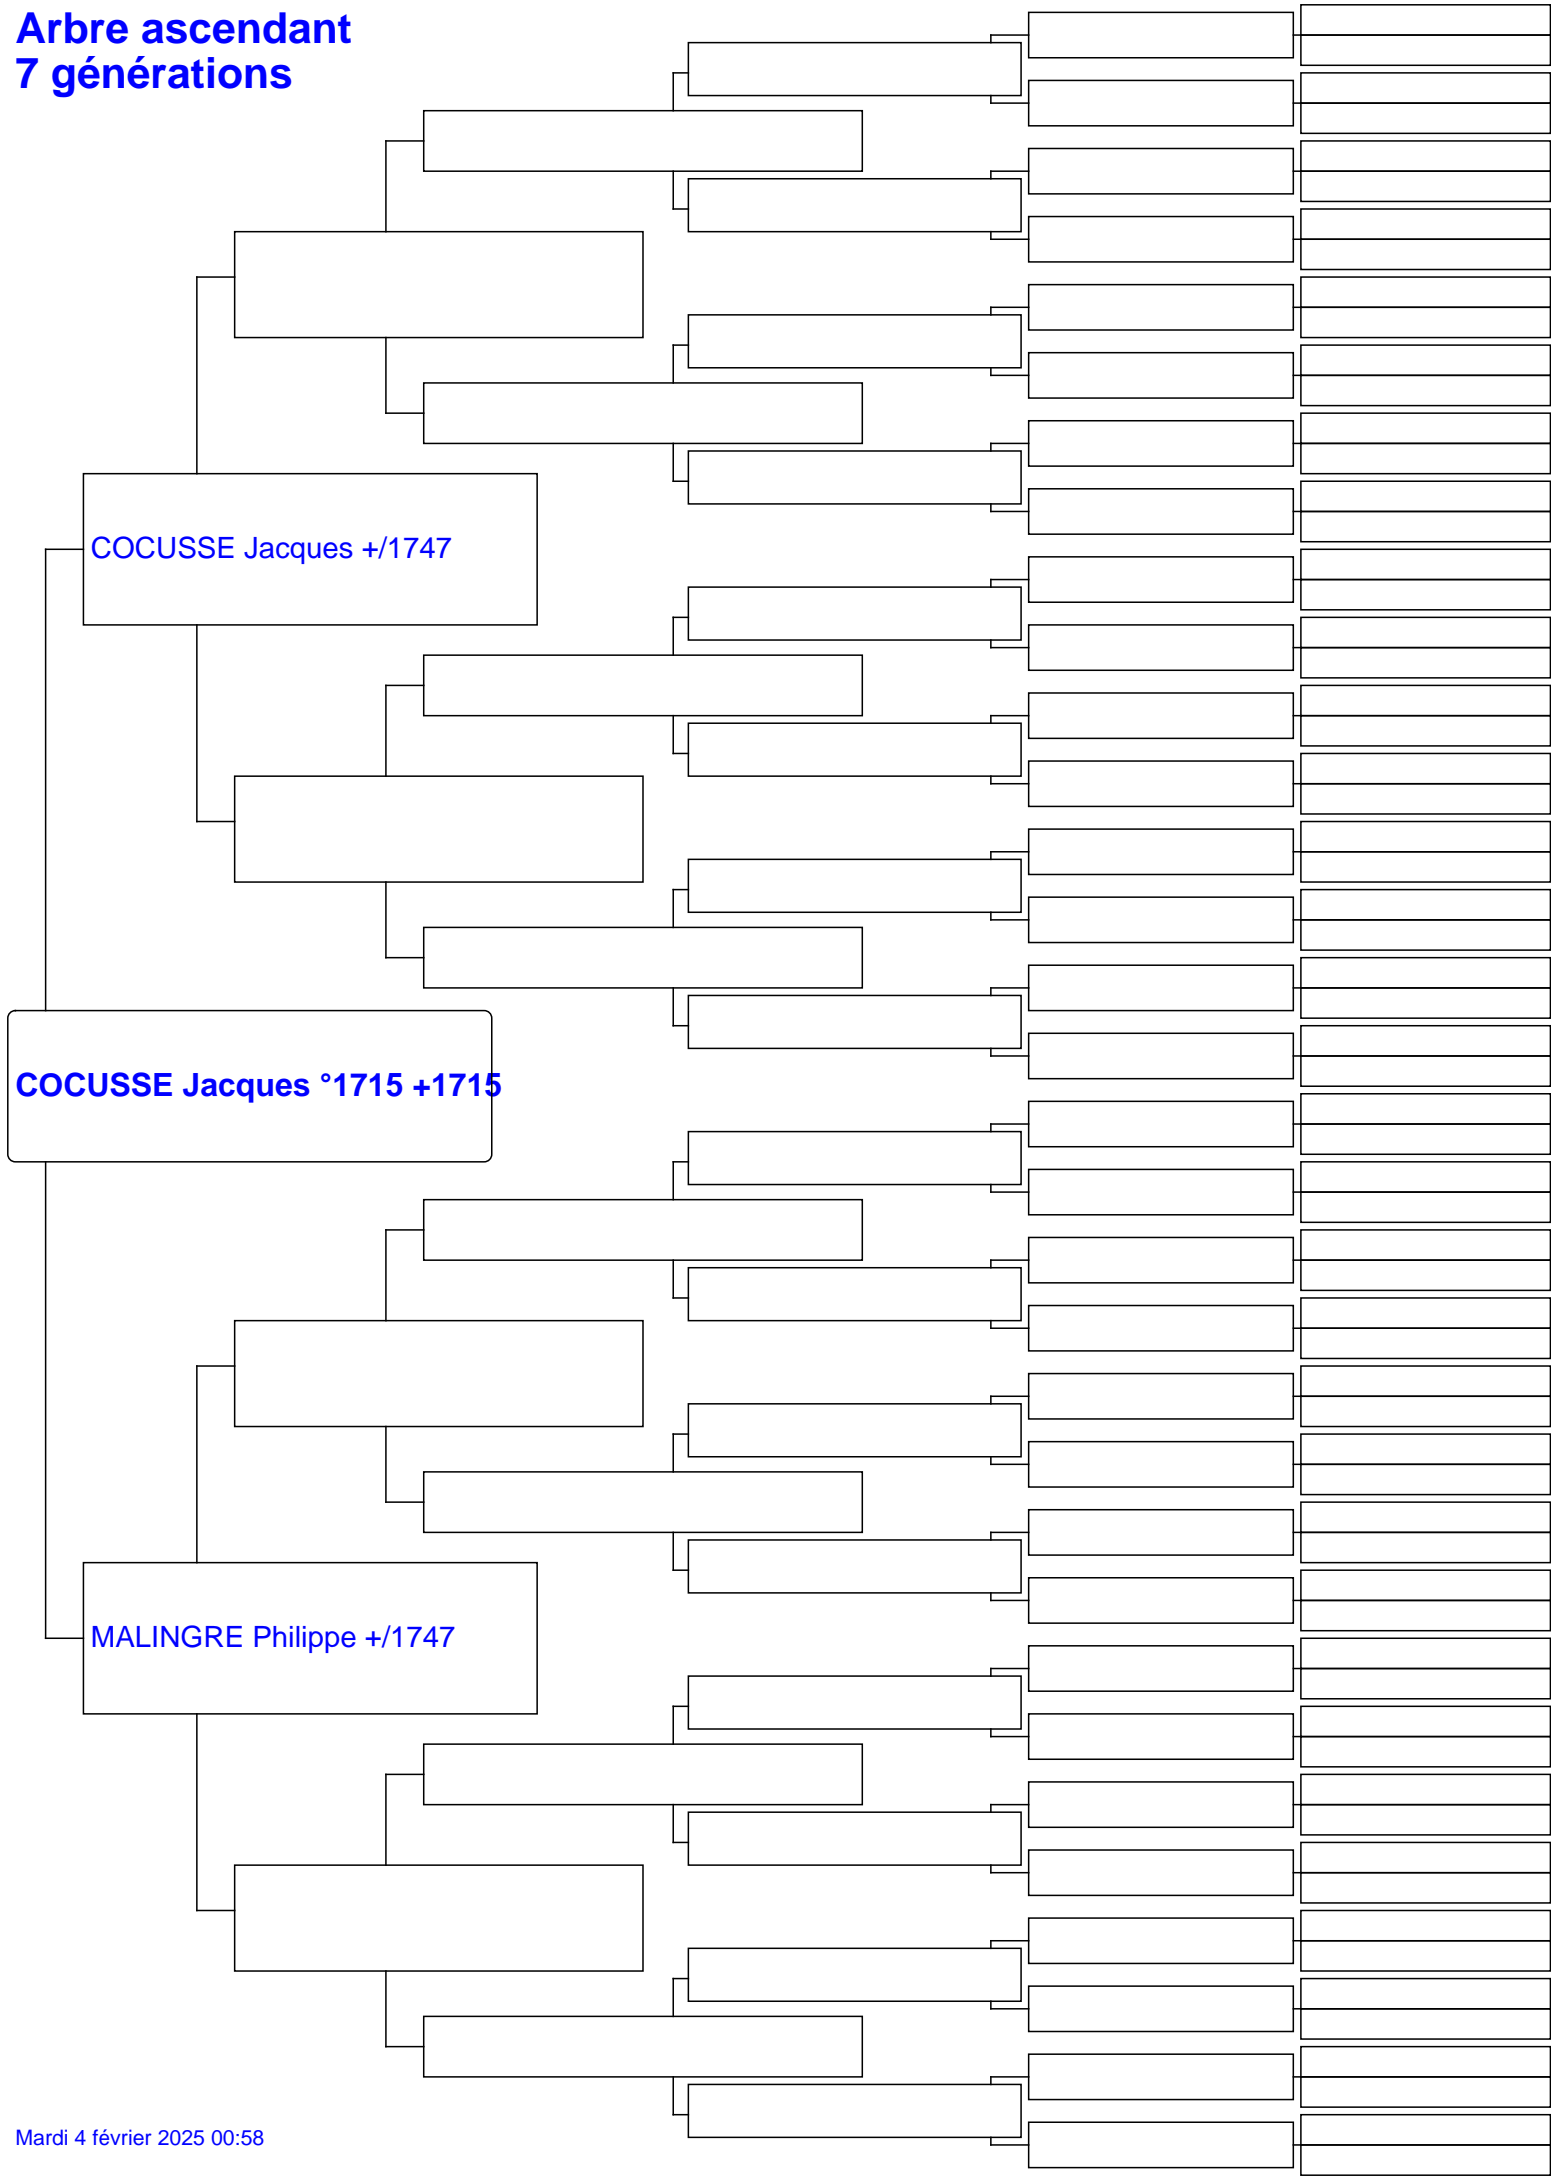 Arbre ascendant
7 générations
COCUSSE Jacques +/1747
COCUSSE Jacques °1715 +1715
MALINGRE Philippe +/1747
Mardi 4 février 2025 00:58